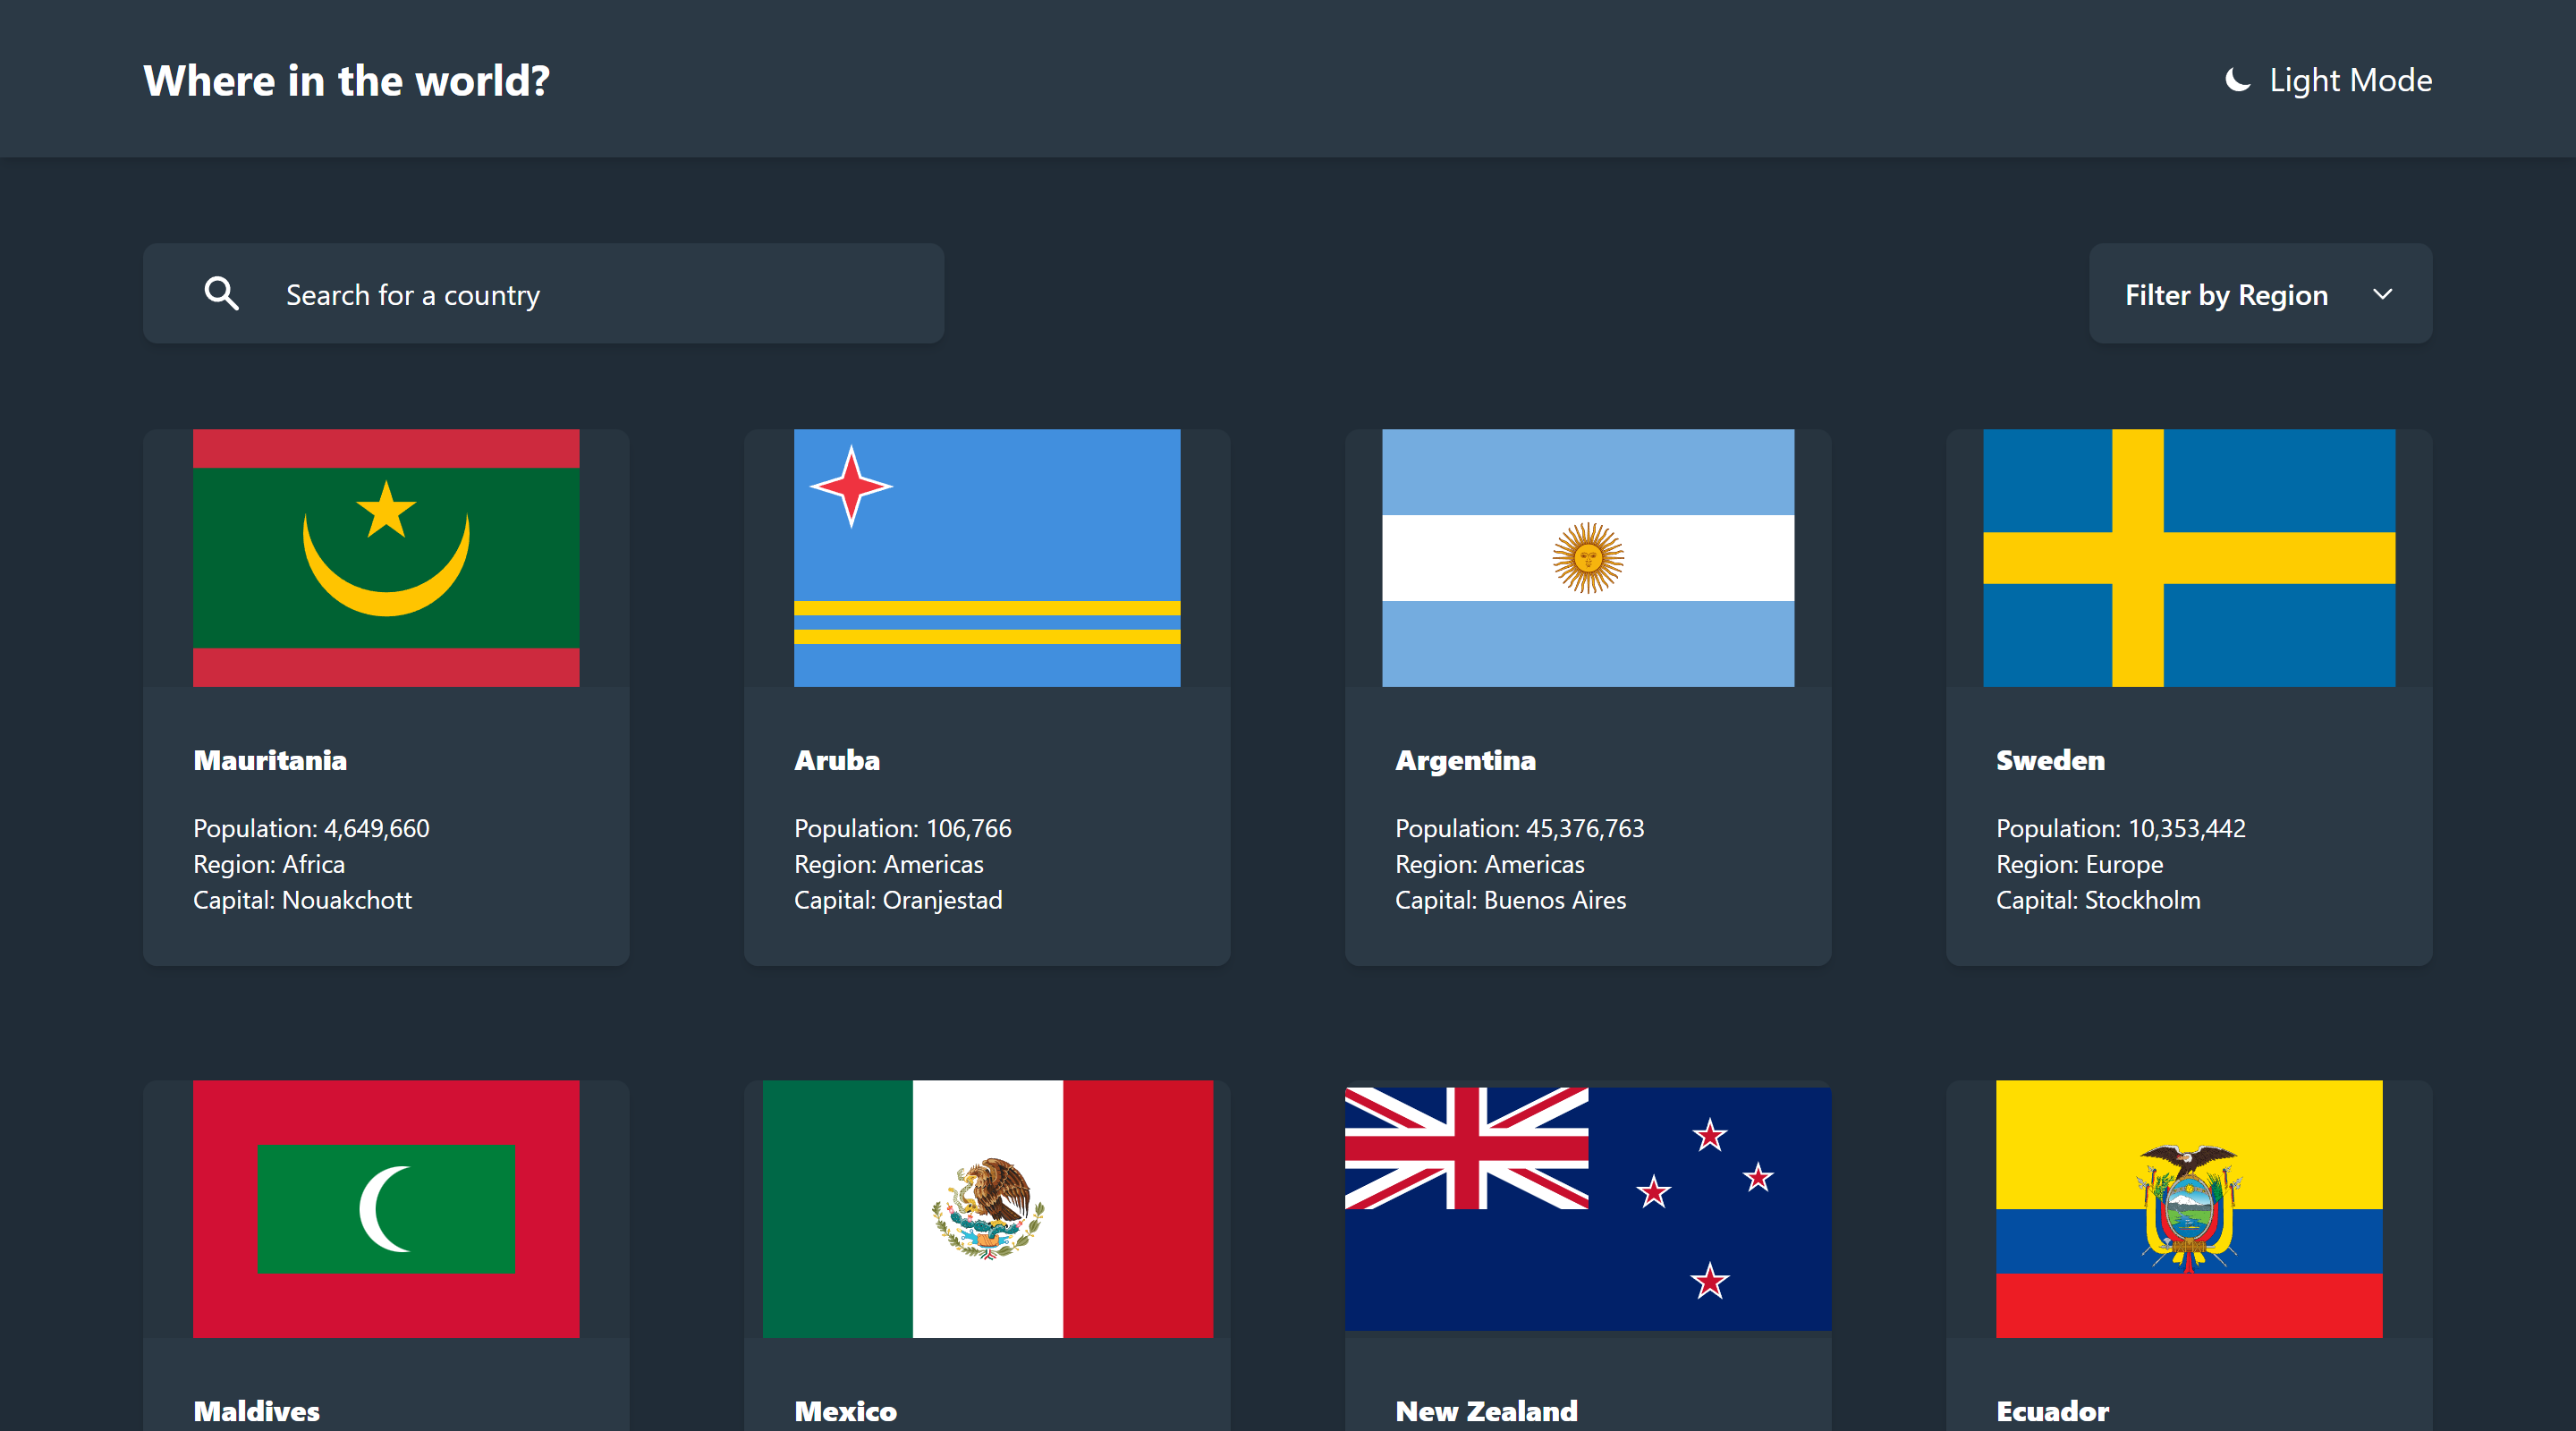 Where in the world?
Light Mode
Search for a country
Filter by Region
Mauritania
Population: 4,649,660
Region: Africa
Capital: Nouakchott
Aruba
Population: 106,766
Region: Americas
Capital: Oranjestad
Argentina
Population: 45,376,763
Region: Americas
Capital: Buenos Aires
Sweden
Population: 10,353,442
Region: Europe
Capital: Stockholm
Maldives
Mexico
New Zealand
Ecuador